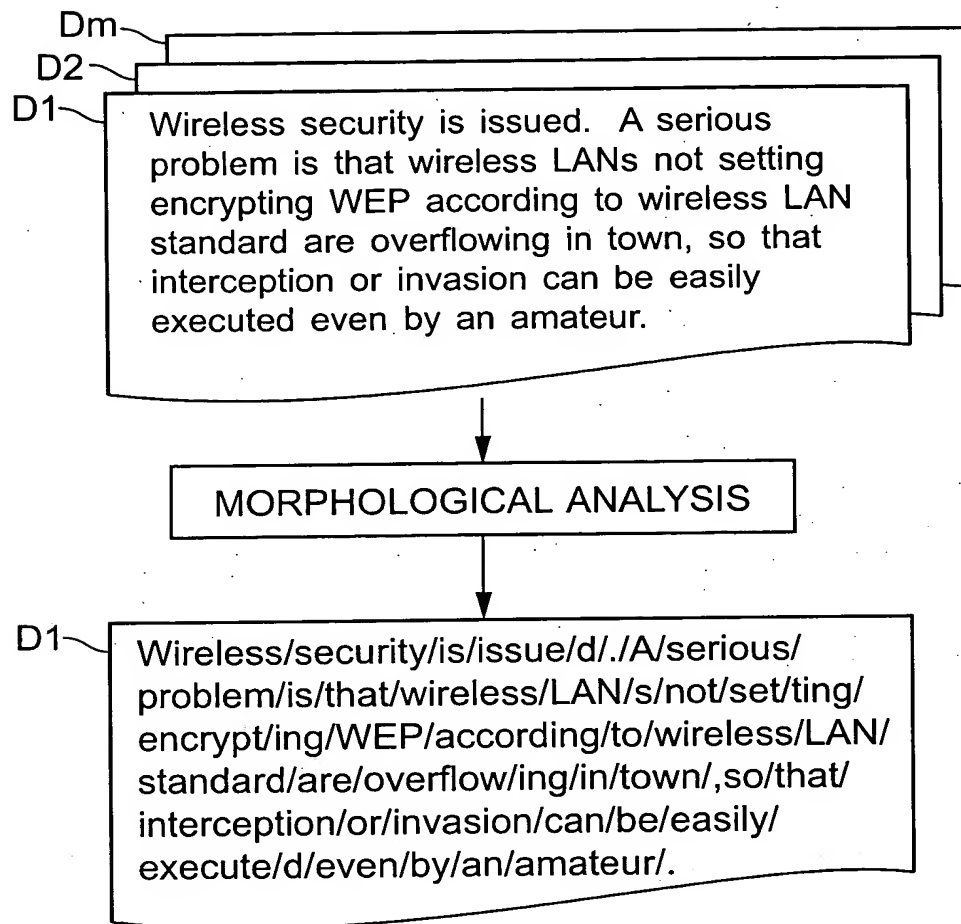 Dm
D2
D1
Wireless security is issued. A serious
problem is that wireless LANs not setting
encrypting WEP according to wireless LAN
standard are overflowing in town, so that
interception or invasion can be easily
executed even by an amateur.
MORPHOLOGICAL ANALYSIS
D1
Wireless/security/is/issue/d/./A/serious/
problem/is/that/wireless/LAN/s/not/set/ting/
encrypt/ing/WEP/according/to/wireless/LAN/
standard/are/overflow/ing/in/town/,so/that/
interception/or/invasion/can/be/easily/
execute/d/even/by/an/amateur/.